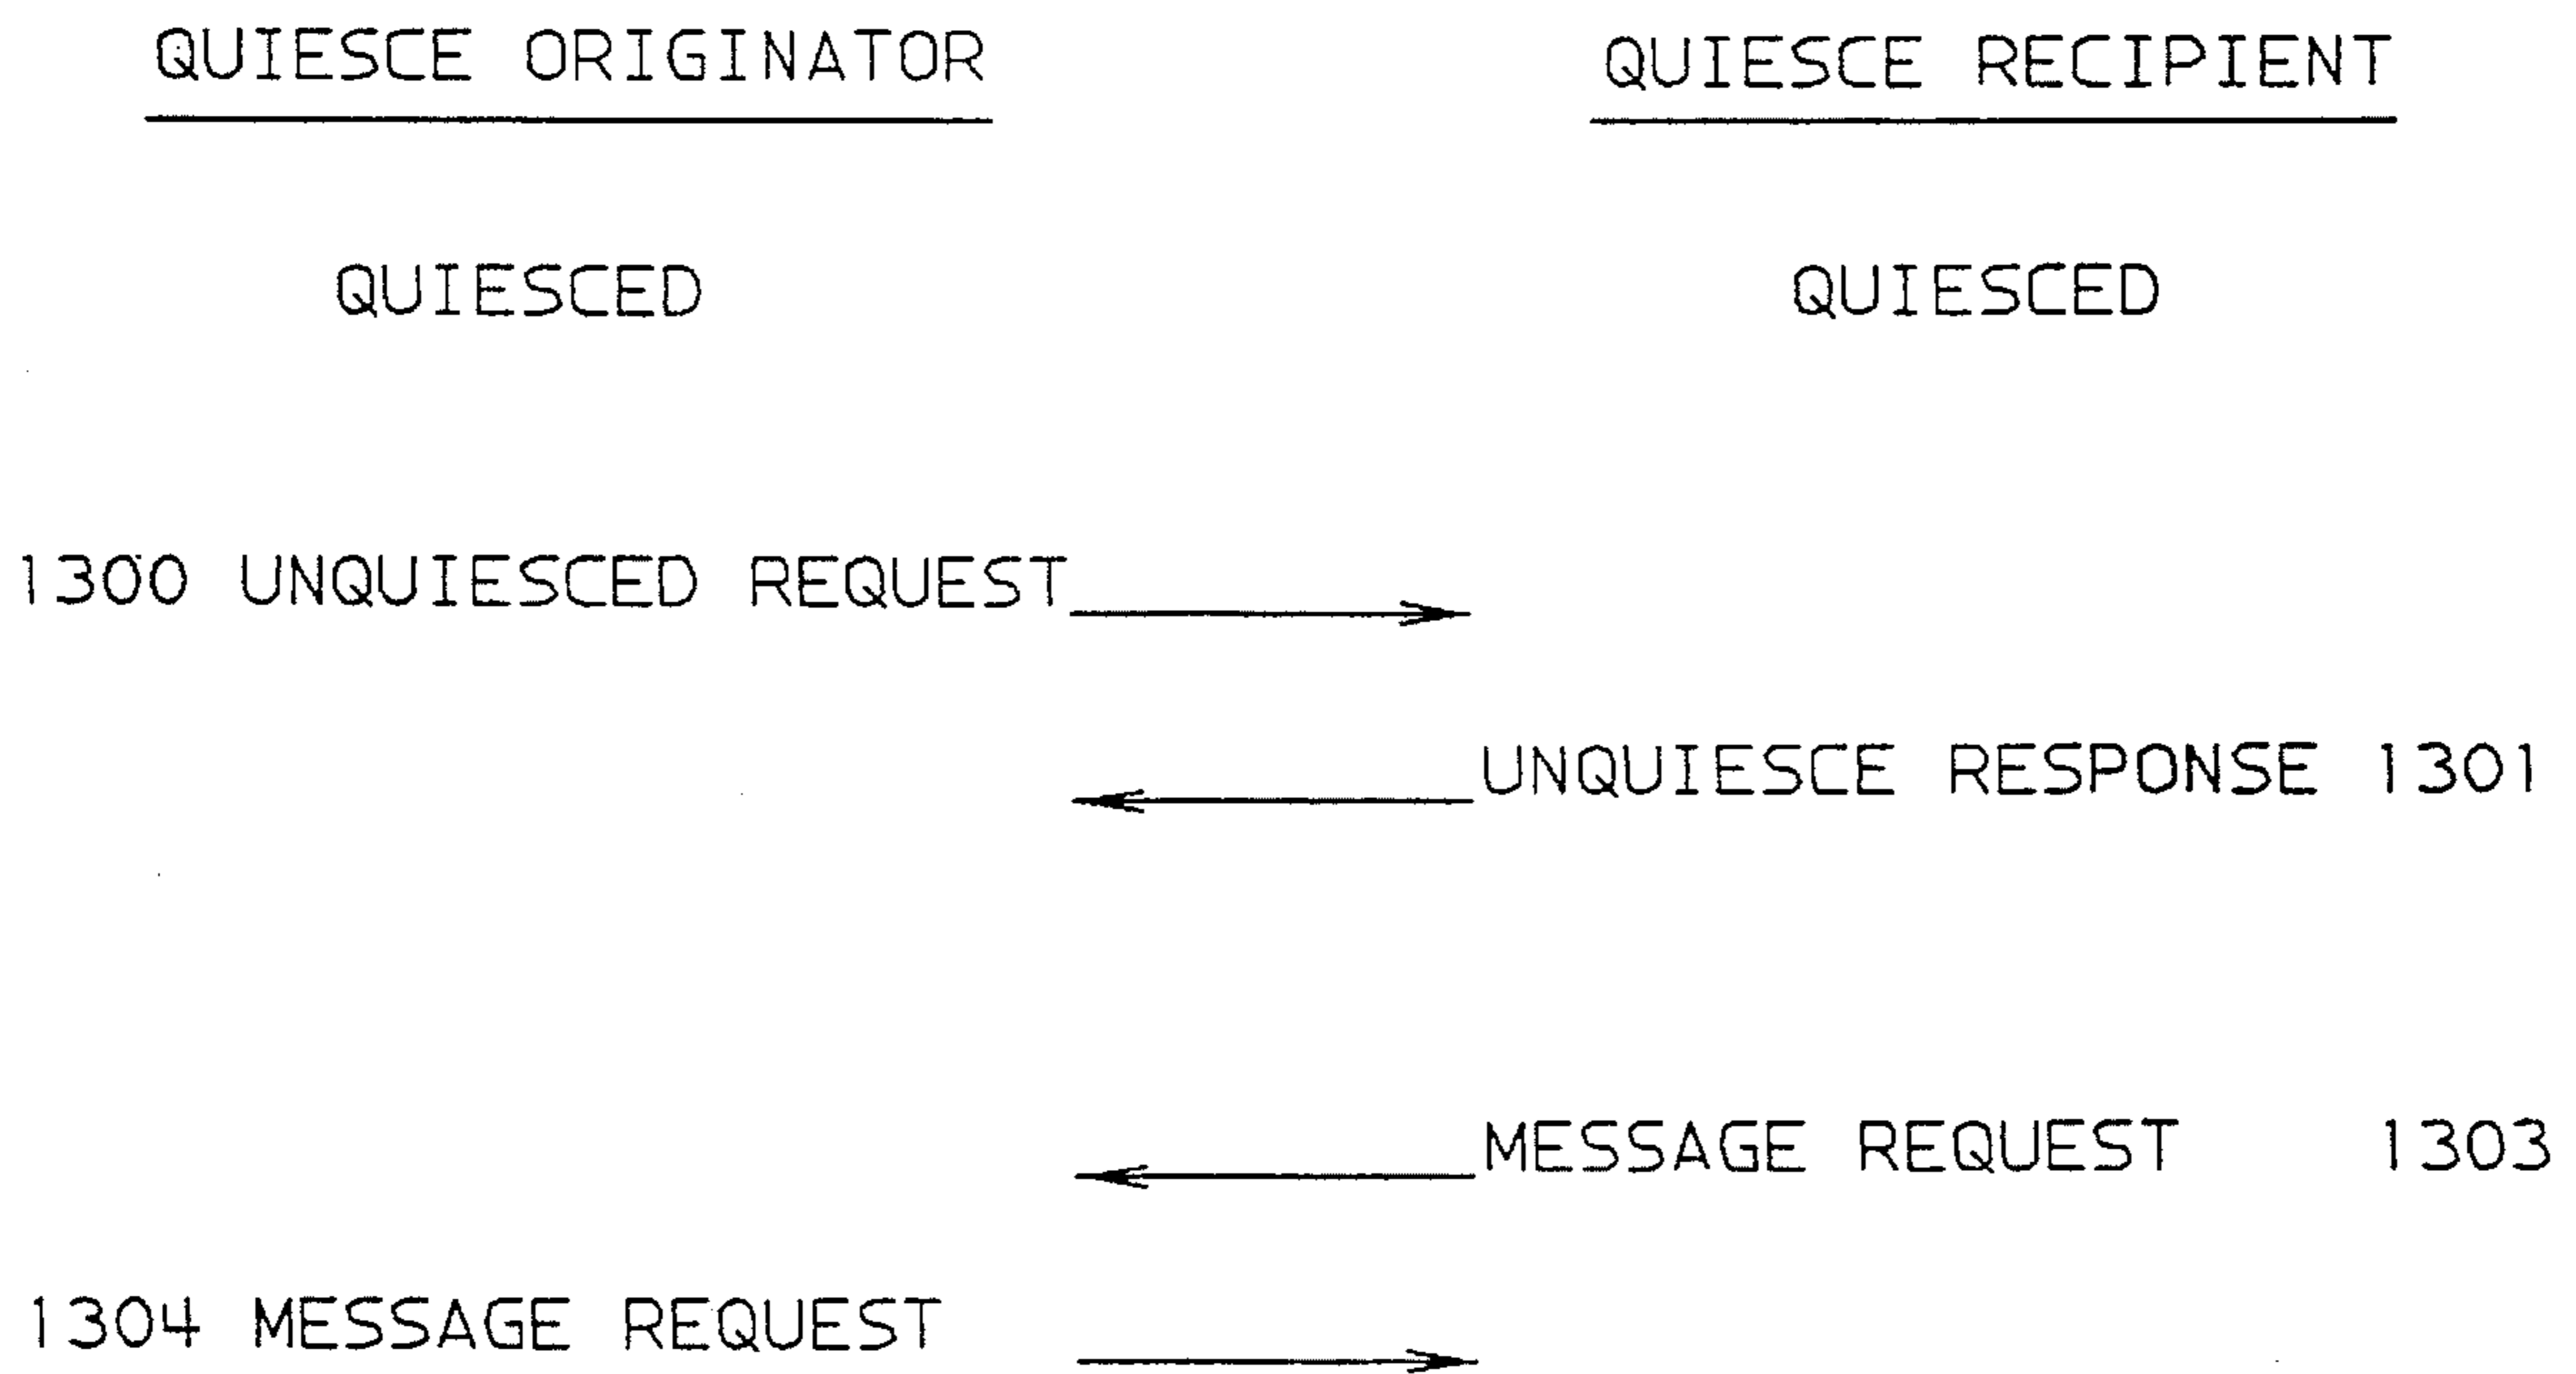 QUIESCE ORIGINATOR
QUIESCE RECIPIENT
QUIESCED
QUIESCED
1300 UNQUIESCED REQUEST
UNQUIESCE RESPONSE 1301
MESSAGE REQUEST 1303
1304 MESSAGE REQUEST